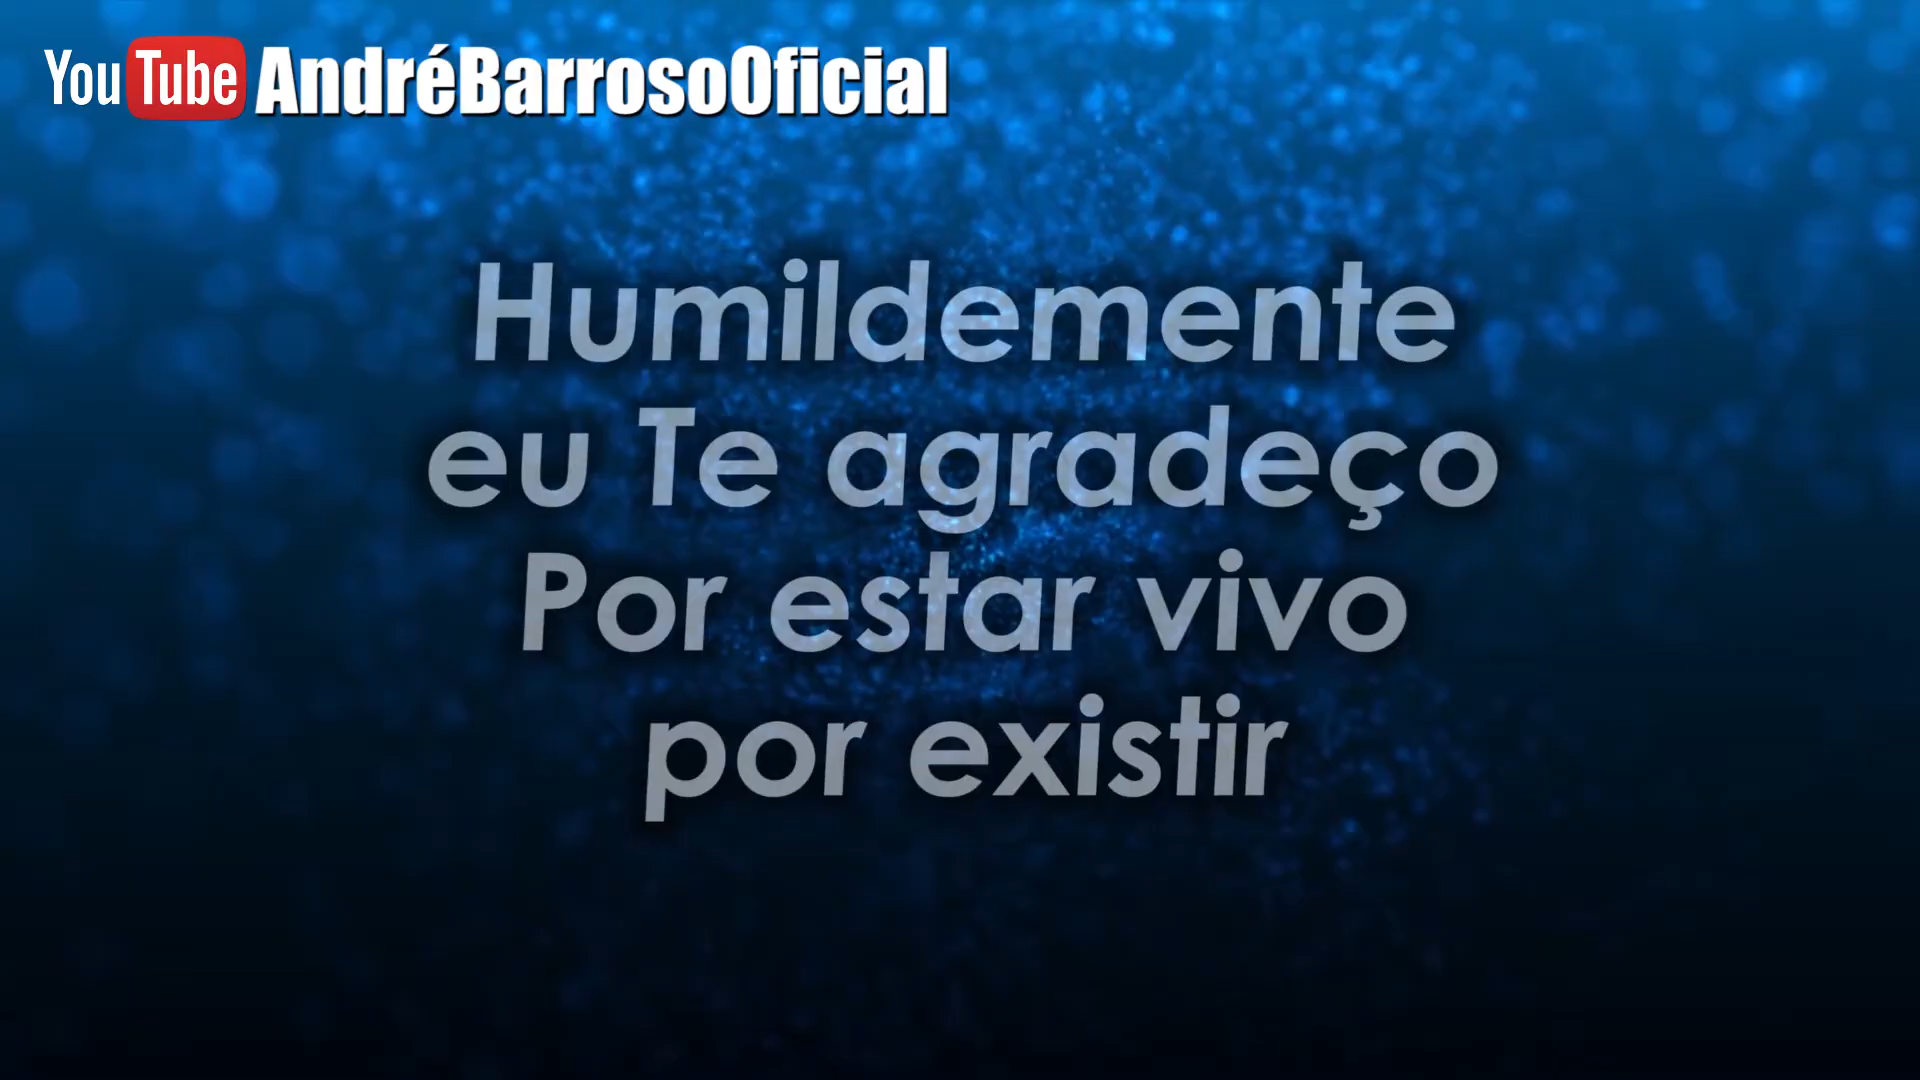 YouTube AndréBarrosoOficial
Humildemente
eu Te agradeço
Por estar vivo
por existir